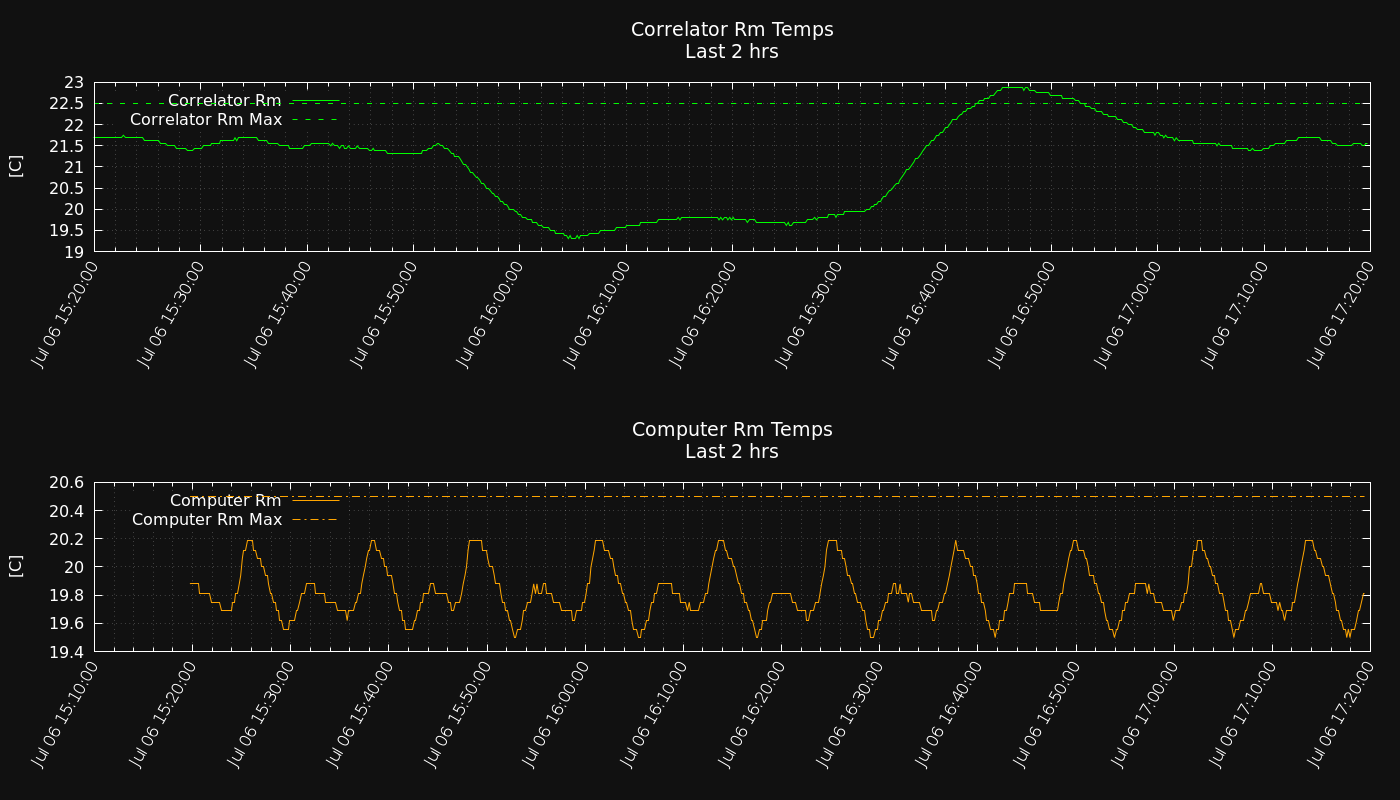 Correlator Rm Temps
Last 2 hrs
23
22.5
22
21.5
21
20.5
20
19.5
19
[C]
Correlator Rm
Correlator Rm Max
Jul 06 15:20:00
Jul 06 15:30:00
Jul 06 15:40:00
Jul 06 15:50:00
Jul 06 16:00:00
Jul 06 16:10:00
Jul 06 16:20:00
Jul 06 16:30:00
Jul 06 16:40:00
Jul 06 16:50:00
Jul 06 17:00:00
Jul 06 17:10:00
Jul 06 17:20:00
Computer Rm Temps
Last 2 hrs
20.6
20.4
20.2
20
19.8
19.6
19.4
[C]
Computer Rm
Computer Rm Max
Jul 06 15:10:00
Jul 06 15:20:00
Jul 06 15:30:00
Jul 06 15:40:00
Jul 06 15:50:00
Jul 06 16:00:00
Jul 06 16:10:00
Jul 06 16:20:00
Jul 06 16:30:00
Jul 06 16:40:00
Jul 06 16:50:00
Jul 06 17:00:00
Jul 06 17:10:00
Jul 06 17:20:00